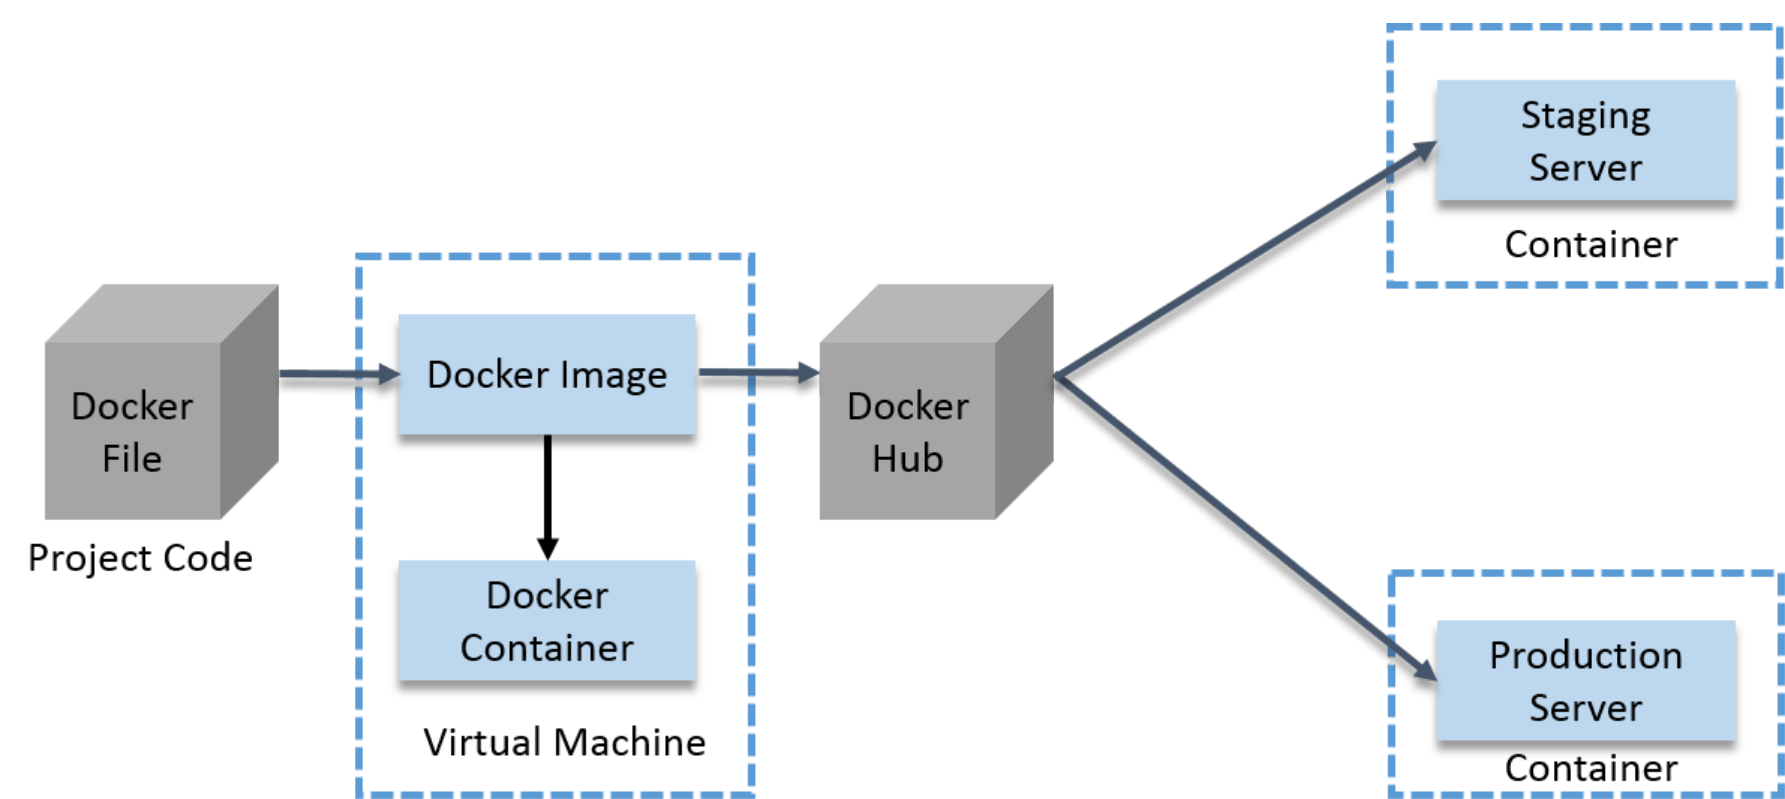 Docker
File
Project Code
Docker Image
Docker
Container
Virtual Machine
Docker
Hub
Staging
Server
Container
Production
Server
Container